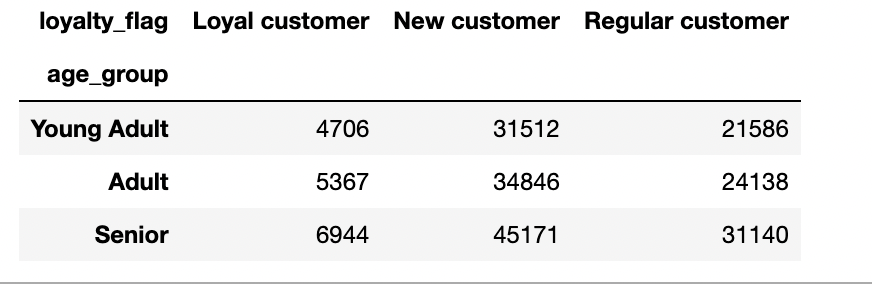 loyalty_flag Loyal customer New customer Regular customer
age_group
Young Adult 4706 31512 21586
Adult 5367 34846 24138
Senior 6944 45171 31140